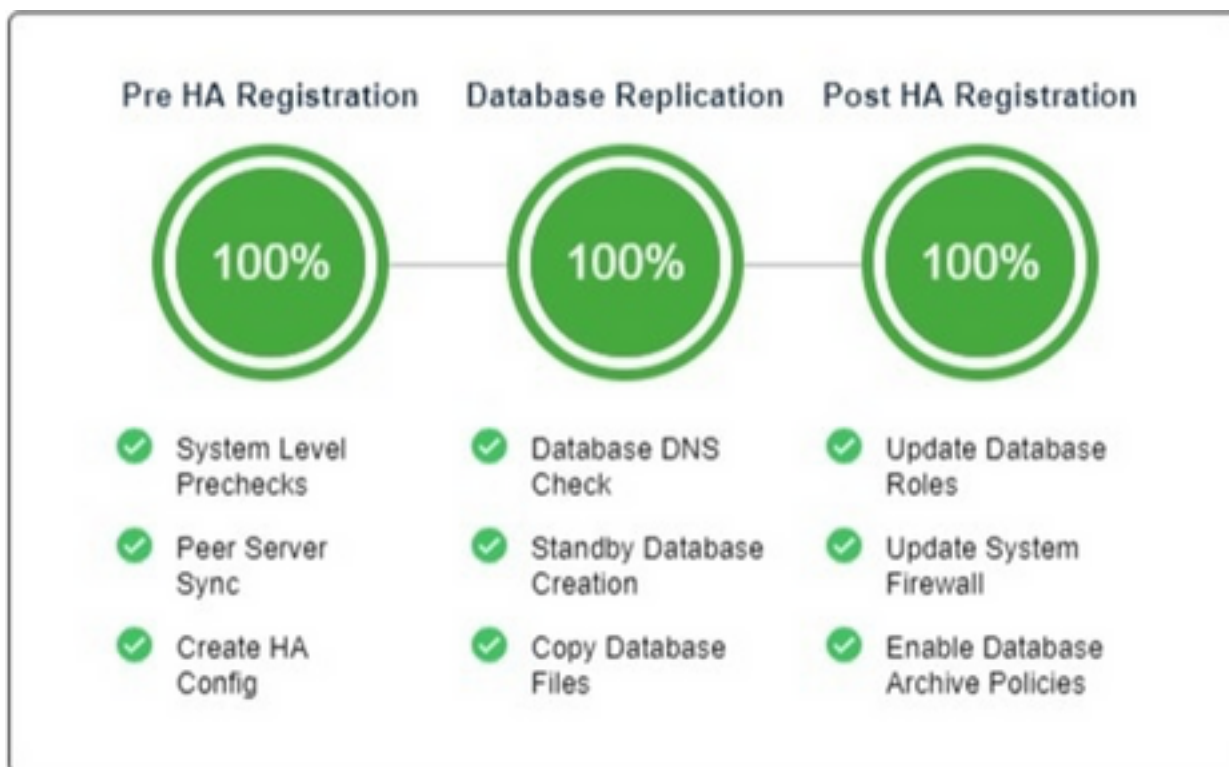 Pre HA Registration
Database Replication
Post HA Registration
100%
100%
100%
System Level
Prechecks
Peer Server
Sync
Create HA
Config
Database DNS
Check
Standby Database
Creation
Copy Database
Files
Update Database
Roles
Update System
Firewall
Enable Database
Archive Policies